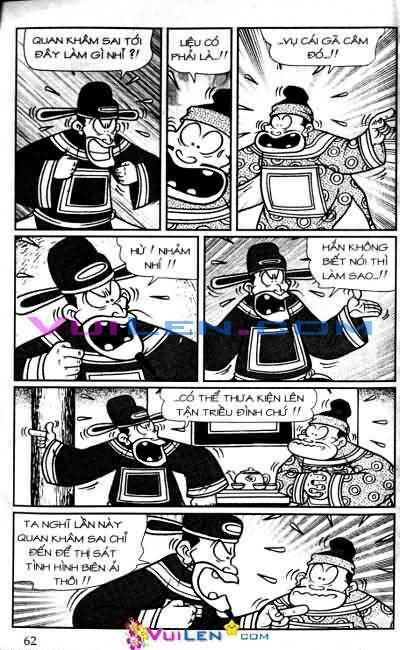 QUAN KHÂM SAI TỚI
ĐÂY LÀM GÌ NHỈ ?!
LIỆU CÓ
PHẢI LÀ..!!
...VỤ CÁI GÃ CÂM
ĐÓ..!!
HỪ ! NHẢM
NHÍ !!
HẮN KHÔNG
BIẾT NÓI THÌ
LÀM SAO...!!
VUILEN.COM
...CÓ THỂ THƯA KIỆN LÊN
TẬN TRIỀU ĐÌNH CHỨ !!
TA NGHĨ LẦN NÀY
QUAN KHÂM SAI CHỈ
ĐẾN ĐỂ THỊ SÁT
TÌNH HÌNH BIÊN ẢI
THÔI !!
62
VUILEN.COM